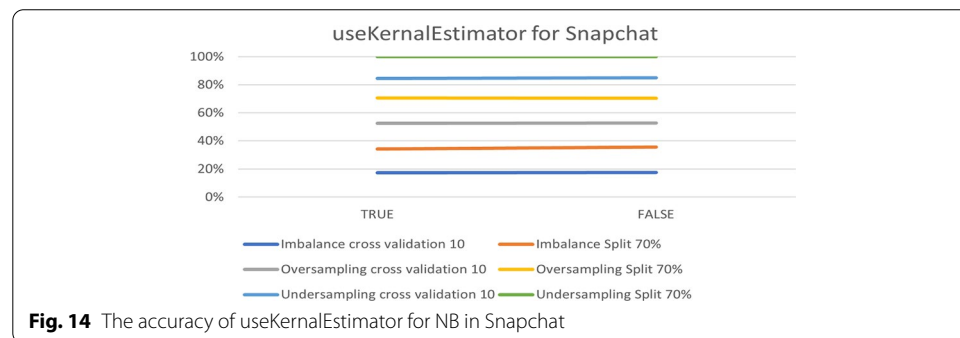 useKernalEstimator for Snapchat
100%
80%
60%
40%
20%
0%
TRUE FALSE
Imbalance cross validation 10 Imbalance Split 70%
Oversampling cross validation 10 Oversampling Split 70%
Undersampling cross validation 10 Undersampling Split 70%
Fig. 14 The accuracy of useKernalEstimator for NB in Snapchat